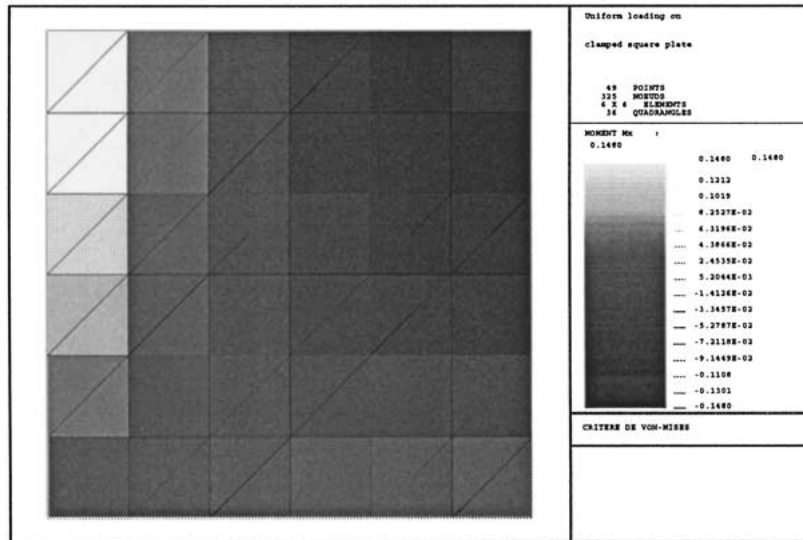 Uniform loading on
clamped square plate
49 POINTS
325 NOEUDS
6 X 6 ELEMENTS
36 QUADRANGLES
MOMENT Mx :
0.1480
0.1480 0.1480
0.1212
0.1019
8.2527E-02
6.3196E-02
4.3866E-02
2.4535E-02
5.2044E-03
-1.4126E-02
-3.3457E-02
-5.2787E-02
-7.2118E-02
-9.1449E-02
-0.1108
-0.1301
-0.1480
CRITERE DE VON-MISES